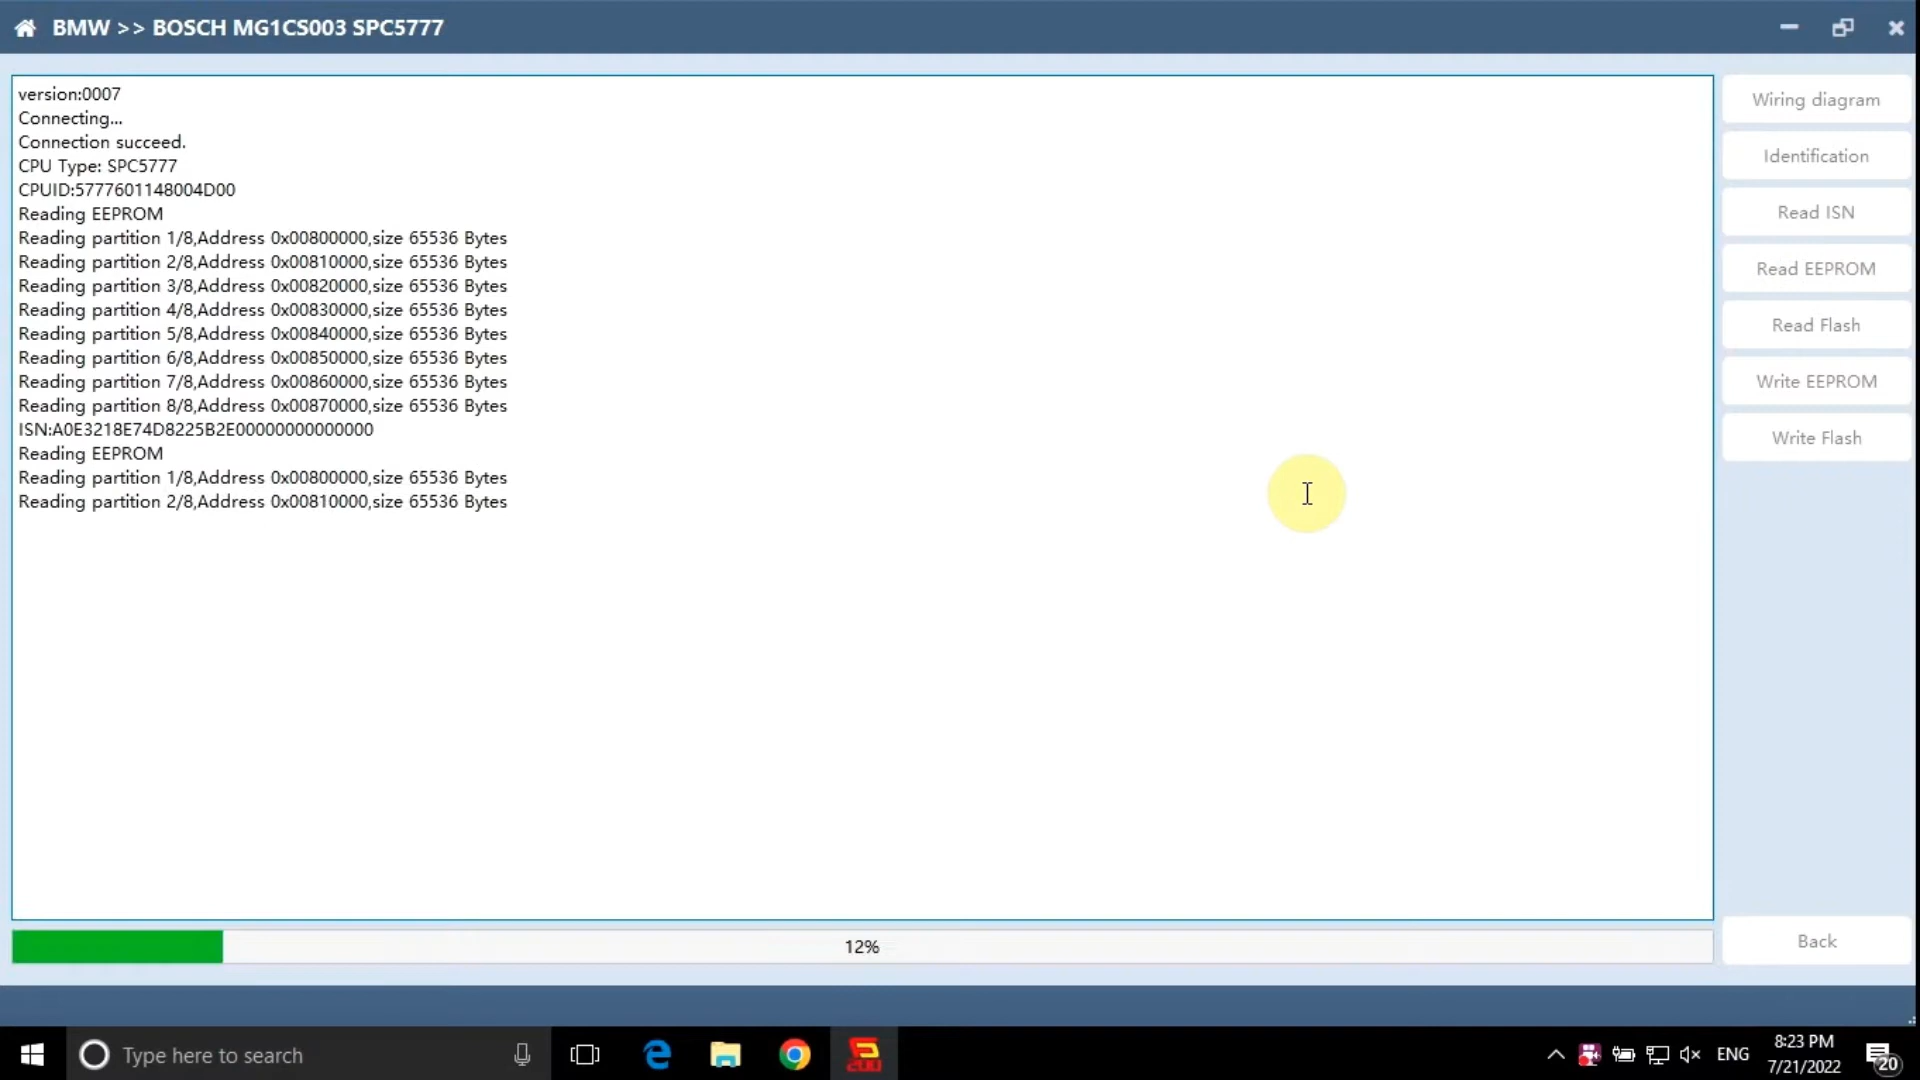 BMW >> BOSCH MG1CS003 SPC5777
version:0007
Connecting...
Connection succeed.
CPU Type: SPC5777
CPUID:5777601148004D00
Reading EEPROM
Reading partition 1/8,Address 0x00800000,size 65536 Bytes
Reading partition 2/8,Address 0x00810000,size 65536 Bytes
Reading partition 3/8,Address 0x00820000,size 65536 Bytes
Reading partition 4/8,Address 0x00830000,size 65536 Bytes
Reading partition 5/8,Address 0x00840000,size 65536 Bytes
Reading partition 6/8,Address 0x00850000,size 65536 Bytes
Reading partition 7/8,Address 0x00860000,size 65536 Bytes
Reading partition 8/8,Address 0x00870000,size 65536 Bytes
ISN:A0E3218E74D8225B2E00000000000000
Reading EEPROM
Reading partition 1/8,Address 0x00800000,size 65536 Bytes
Reading partition 2/8,Address 0x00810000,size 65536 Bytes
Wiring diagram
Identification
Read ISN
Read EEPROM
Read Flash
Write EEPROM
Write Flash
12%
Back
Type here to search
ENG
8:23 PM
7/21/2022
20